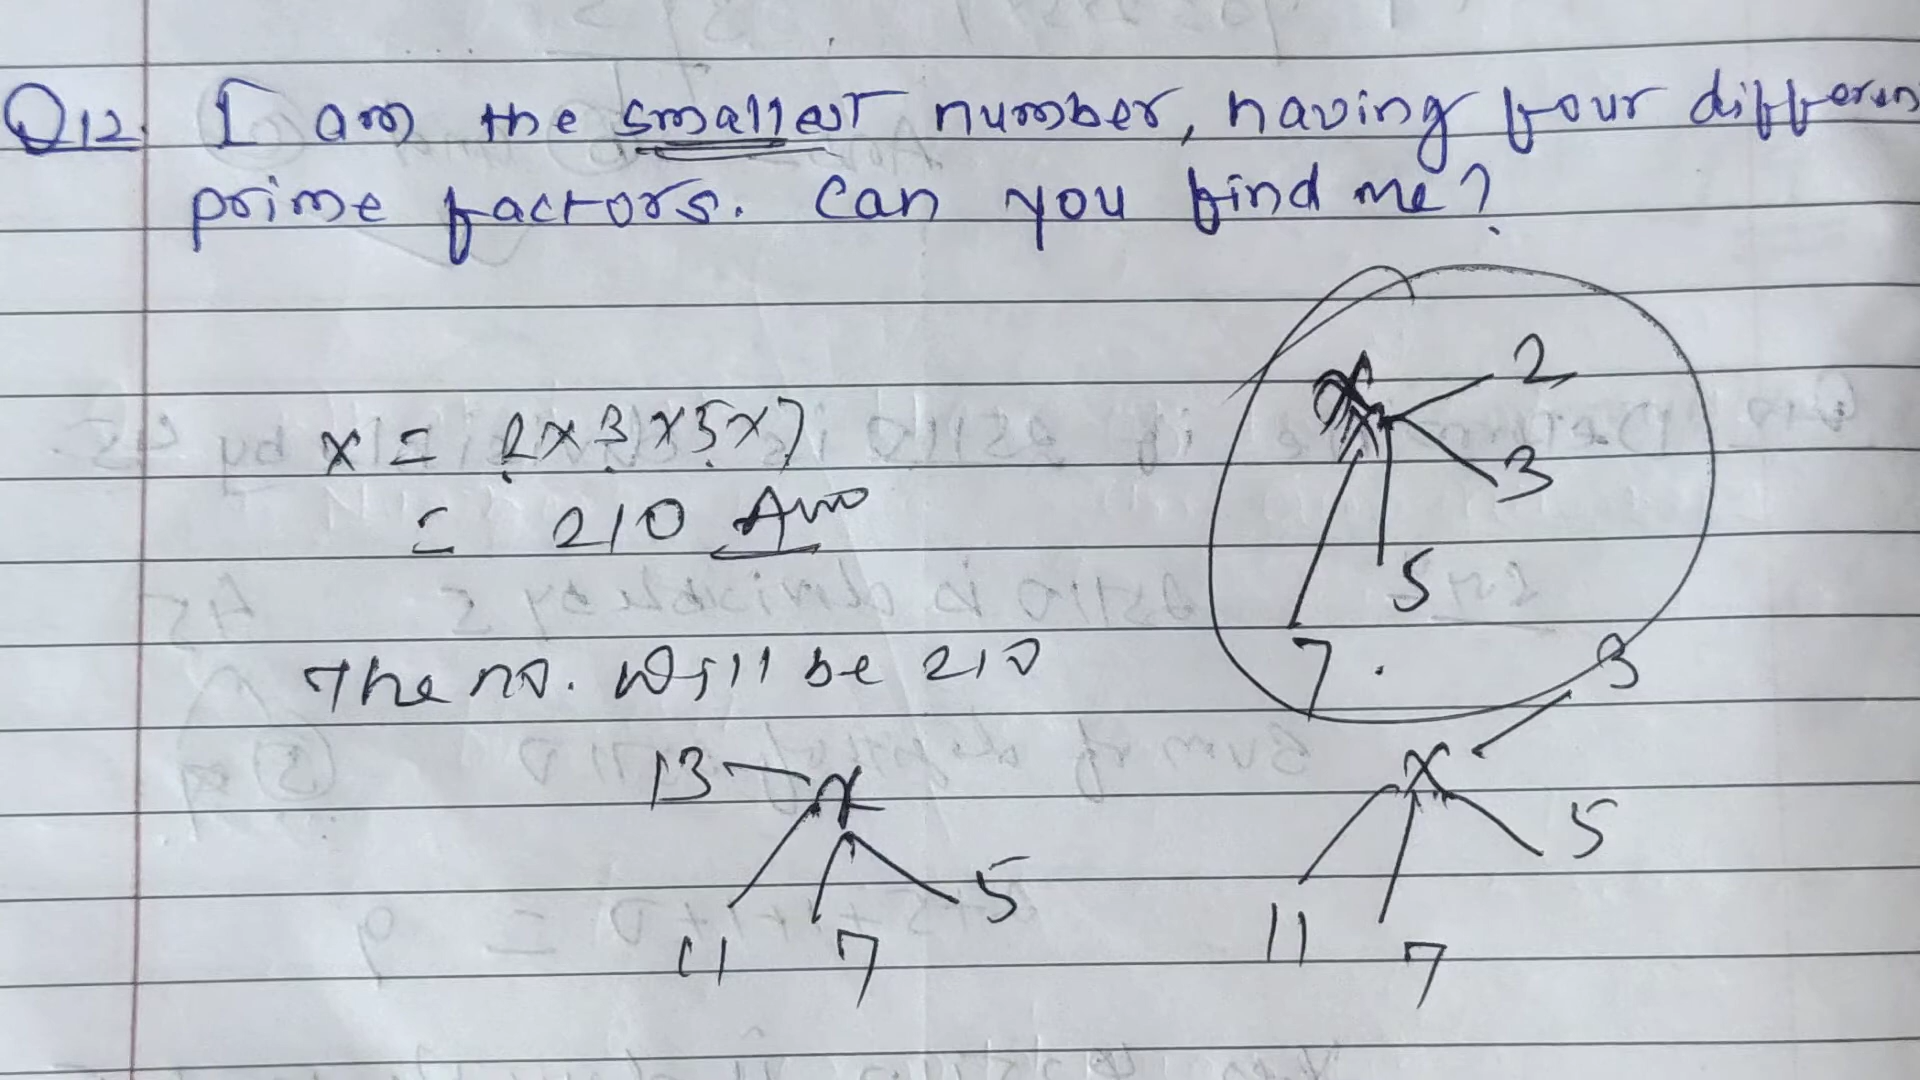 Q12. I am the smallest number, having four differen
prime factors. Can you find me?
x = 2×3×5×7
= 210 Ans
The no. will be 210
x
2
3
5
7.
13 x
11 7 5
3
x
5
11 7